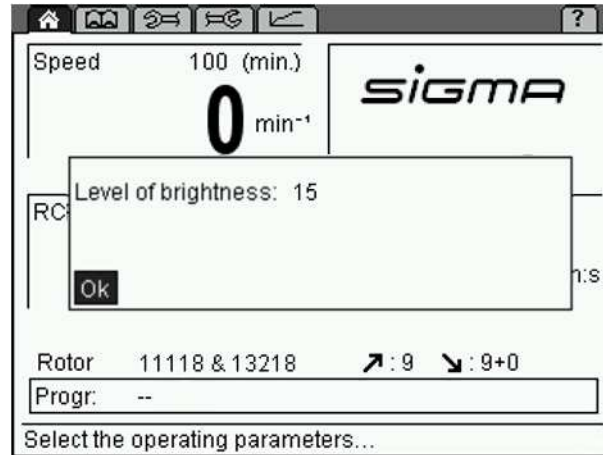 ?
Speed 100 (min.)
0 min⁻¹
sigma
Level of brightness: 15
RC
n:s
Ok
Rotor 11118 & 13218 ↗: 9 ↘: 9+0
Progr: --
Select the operating parameters...